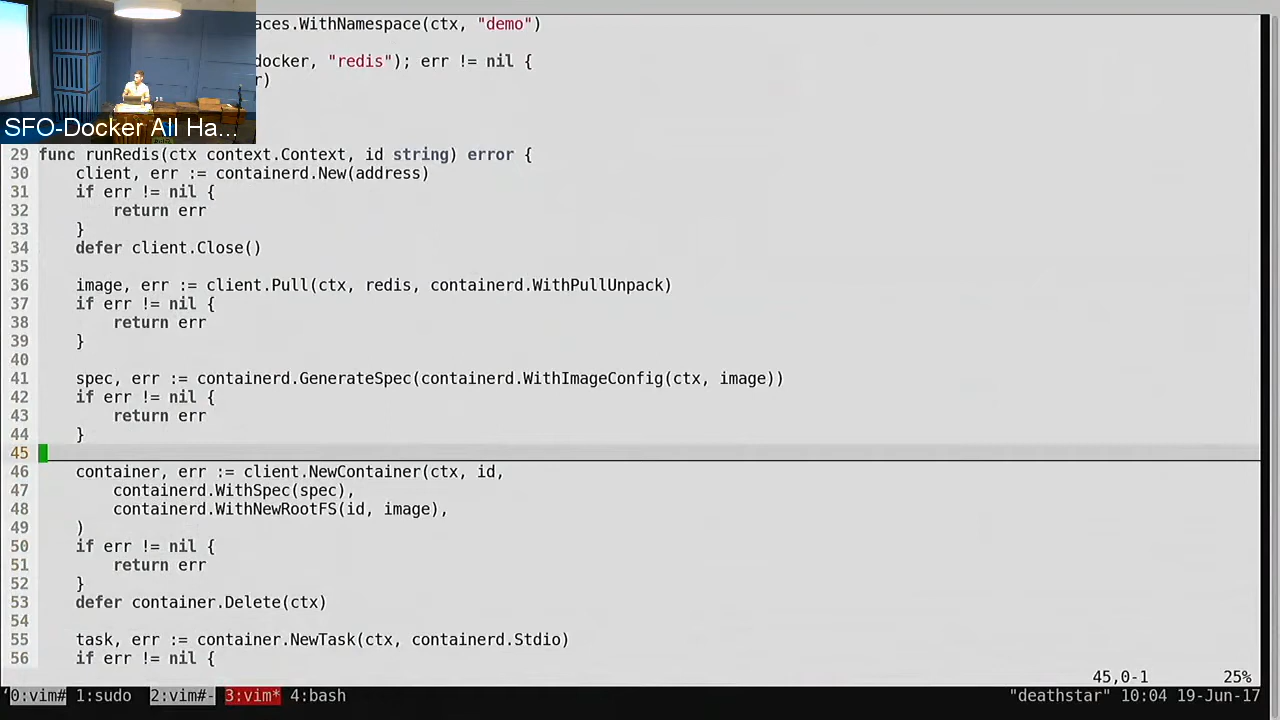 aces.WithNamespace(ctx, "demo")
docker, "redis"); err != nil {
r)
SFO-Docker All Ha...
29 func runRedis(ctx context.Context, id string) error {
30 client, err := containerd.New(address)
31 if err != nil {
32 return err
33 }
34 defer client.Close()
35
36 image, err := client.Pull(ctx, redis, containerd.WithPullUnpack)
37 if err != nil {
38 return err
39 }
40
41 spec, err := containerd.GenerateSpec(containerd.WithImageConfig(ctx, image))
42 if err != nil {
43 return err
44 }
45
46 container, err := client.NewContainer(ctx, id,
47 containerd.WithSpec(spec),
48 containerd.WithNewRootFS(id, image),
49 )
50 if err != nil {
51 return err
52 }
53 defer container.Delete(ctx)
54
55 task, err := container.NewTask(ctx, containerd.Stdio)
56 if err != nil {
45,0-1 25%
0:vim# 1:sudo 2:vim#- 3:vim* 4:bash "deathstar" 10:04 19-Jun-17